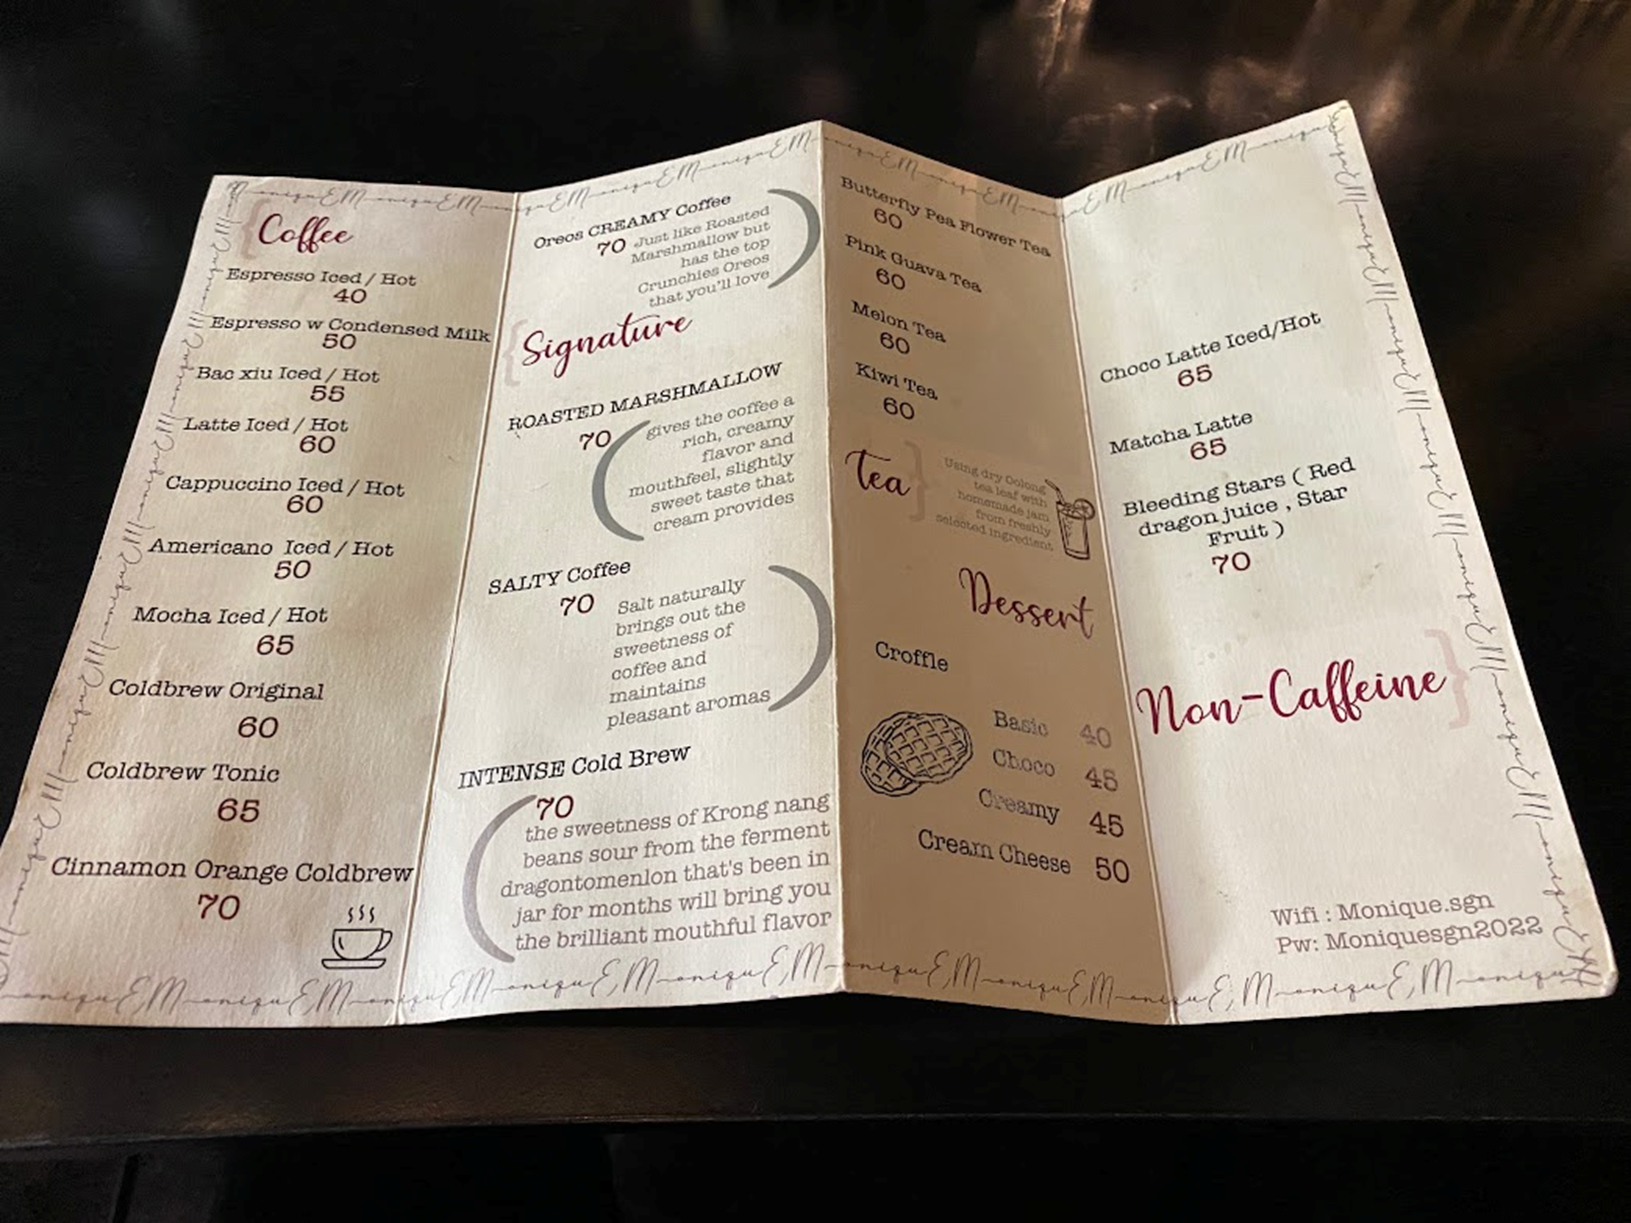 Coffee
Espresso Iced / Hot
40
Espresso w Condensed Milk
50
Bac xiu Iced / Hot
55
Latte Iced / Hot
60
Cappuccino Iced / Hot
60
Americano Iced / Hot
50
Mocha Iced / Hot
65
Coldbrew Original
60
Coldbrew Tonic
65
Cinnamon Orange Coldbrew
70
Oreos CREAMY Coffee
70 Just like Roasted
Marshmallow but
has the top
Crunchies Oreos
that you'll love
Signature
ROASTED MARSHMALLOW
70 gives the coffee a
rich, creamy
flavor and
mouthfeel, slightly
sweet taste that
cream provides
SALTY Coffee
70 Salt naturally
brings out the
sweetness of
coffee and
maintains
pleasant aromas
INTENSE Cold Brew
70
the sweetness of Krong nang
beans sour from the ferment
dragontomenlon that's been in
jar for months will bring you
the brilliant mouthful flavor
Butterfly Pea Flower Tea
60
Pink Guava Tea
60
Melon Tea
60
Kiwi Tea
60
Tea
Using dry Oolong
tea leaf with
homemade jam
from freshly
selected ingredient
Dessert
Croffle
Basic 40
Choco 45
Creamy 45
Cream Cheese 50
Choco Latte Iced/Hot
65
Matcha Latte
65
Bleeding Stars ( Red
dragon juice , Star
Fruit )
70
Non-Caffeine
Wifi : Monique.sgn
Pw: Moniquesgn2022